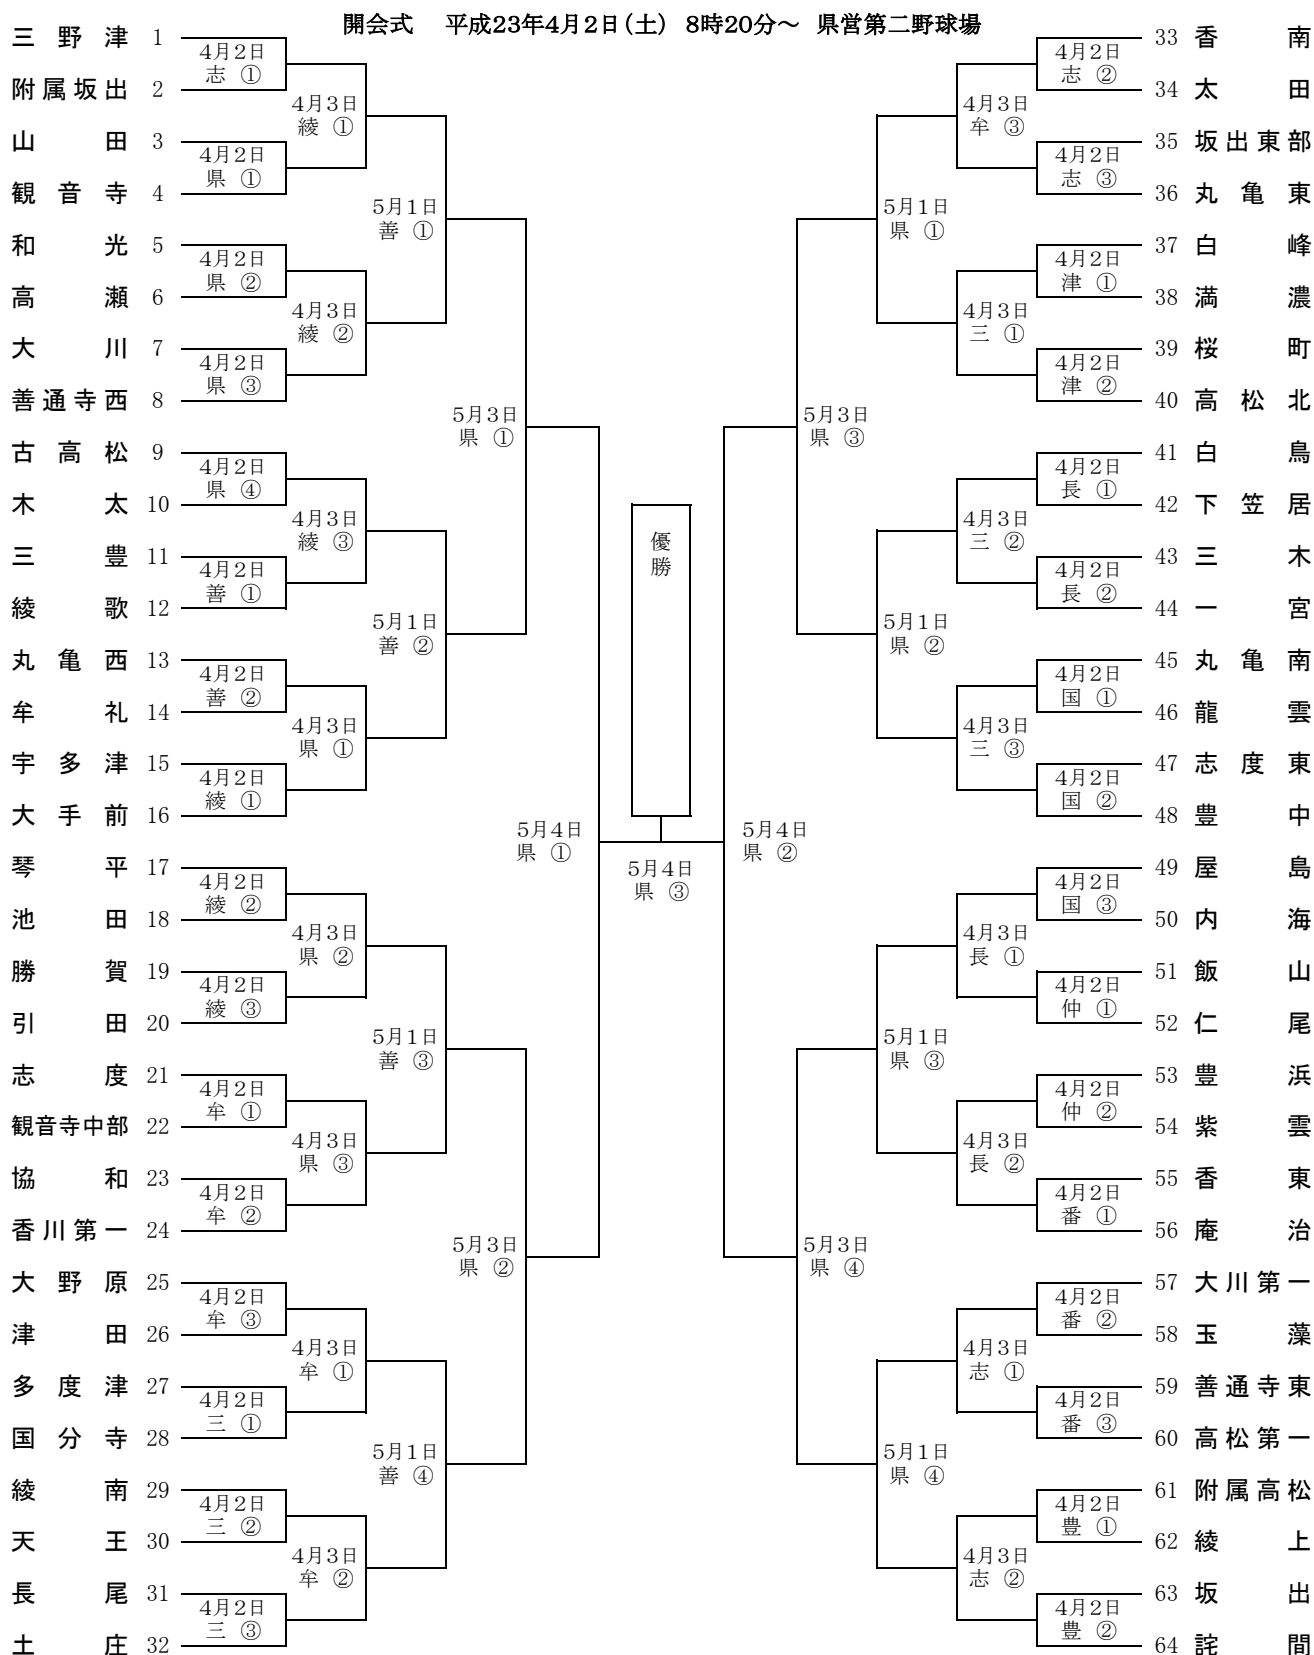 開会式 平成23年4月2日(土) 8時20分～ 県営第二野球場
三野津 1
4月2日
志 ①
附属坂出 2
4月3日
綾 ①
山田 3
4月2日
県 ①
観音寺 4
5月1日
善 ①
和光 5
4月2日
県 ②
高瀬 6
4月3日
綾 ②
大川 7
4月2日
県 ③
善通寺西 8
5月3日
県 ①
古高松 9
4月2日
県 ④
木太 10
4月3日
綾 ③
三豊 11
4月2日
善 ①
綾歌 12
5月1日
善 ②
丸亀西 13
4月2日
善 ②
牟礼 14
4月3日
県 ①
宇多津 15
4月2日
綾 ①
大手前 16
5月4日
県 ①
琴平 17
4月2日
綾 ②
池田 18
4月3日
県 ②
勝賀 19
4月2日
綾 ③
引田 20
5月1日
善 ③
志度 21
4月2日
牟 ①
観音寺中部 22
4月3日
県 ③
協和 23
4月2日
牟 ②
香川第一 24
5月3日
県 ②
大野原 25
4月2日
牟 ③
津田 26
4月3日
牟 ①
多度津 27
4月2日
三 ①
国分寺 28
5月1日
善 ④
綾南 29
4月2日
三 ②
天王 30
4月3日
牟 ②
長尾 31
4月2日
三 ③
土庄 32
優勝
5月4日
県 ③
33 香南
4月2日
志 ②
34 太田
4月3日
牟 ③
35 坂出東部
4月2日
志 ③
36 丸亀東
5月1日
県 ①
37 白峰
4月2日
津 ①
38 満濃
4月3日
三 ①
39 桜町
4月2日
津 ②
40 高松北
5月3日
県 ③
41 白鳥
4月2日
長 ①
42 下笠居
4月3日
三 ②
43 三木
4月2日
長 ②
44 一宮
5月1日
県 ②
45 丸亀南
4月2日
国 ①
46 龍雲
4月3日
三 ③
47 志度東
4月2日
国 ②
48 豊中
5月4日
県 ②
49 屋島
4月2日
国 ③
50 内海
4月3日
長 ①
51 飯山
4月2日
仲 ①
52 仁尾
5月1日
県 ③
53 豊浜
4月2日
仲 ②
54 紫雲
4月3日
長 ②
55 香東
4月2日
番 ①
56 庵治
5月3日
県 ④
57 大川第一
4月2日
番 ②
58 玉藻
4月3日
志 ①
59 善通寺東
4月2日
番 ③
60 高松第一
5月1日
県 ④
61 附属高松
4月2日
豊 ①
62 綾上
4月3日
志 ②
63 坂出
4月2日
豊 ②
64 詫間